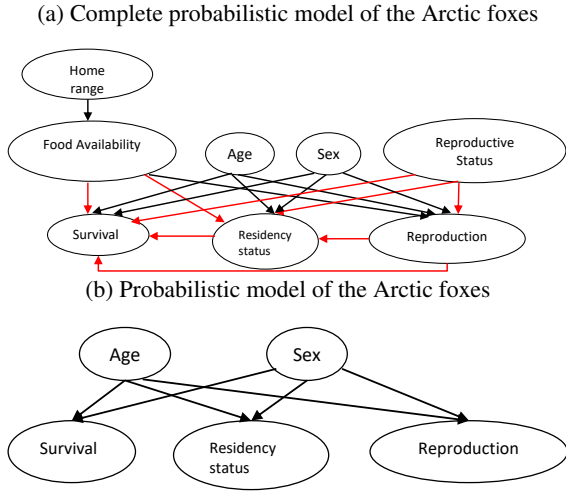 (a) Complete probabilistic model of the Arctic foxes
Home
range
Food Availability
Age
Sex
Reproductive
Status
Survival
Residency
status
Reproduction
(b) Probabilistic model of the Arctic foxes
Age
Sex
Survival
Residency
status
Reproduction